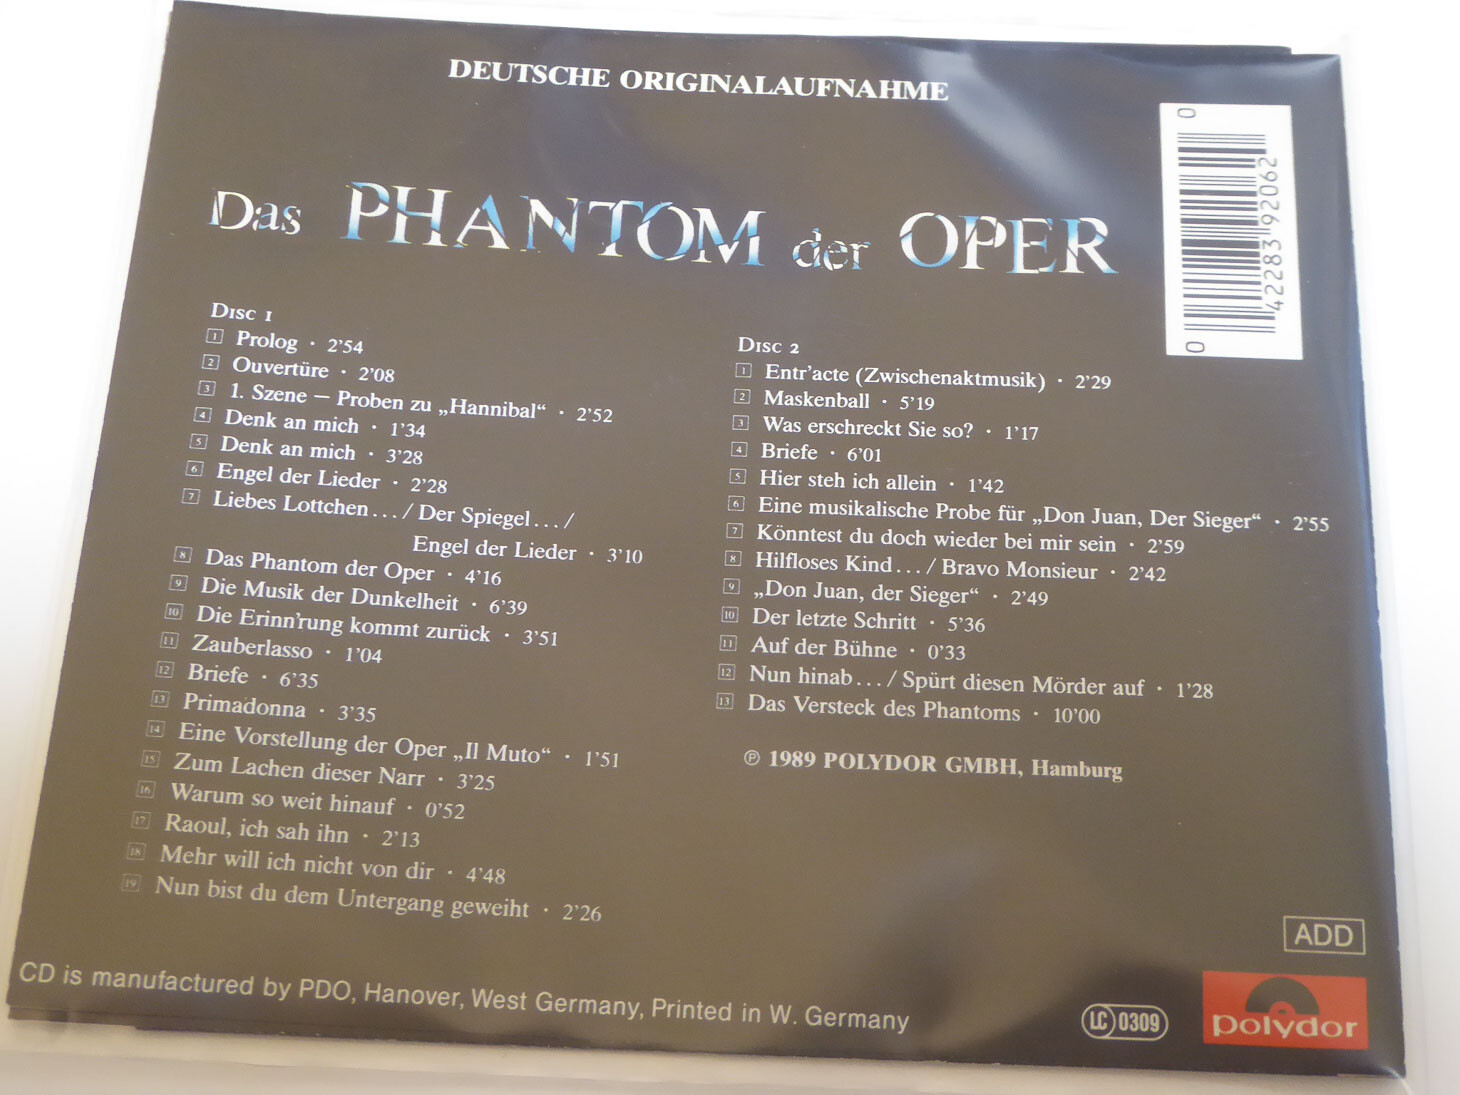 DEUTSCHE ORIGINALAUFNAHME
Das PHANTOM der OPER
0 42283 92062 0
DISC 1
1 Prolog · 2'54
2 Ouvertüre · 2'08
3 1. Szene – Proben zu „Hannibal“ · 2'52
4 Denk an mich · 1'34
5 Denk an mich · 3'28
6 Engel der Lieder · 2'28
7 Liebes Lottchen... / Der Spiegel... /
Engel der Lieder · 3'10
8 Das Phantom der Oper · 4'16
9 Die Musik der Dunkelheit · 6'39
10 Die Erinn'rung kommt zurück · 3'51
11 Zauberlasso · 1'04
12 Briefe · 6'35
13 Primadonna · 3'35
14 Eine Vorstellung der Oper „Il Muto“ · 1'51
15 Zum Lachen dieser Narr · 3'25
16 Warum so weit hinauf · 0'52
17 Raoul, ich sah ihn · 2'13
18 Mehr will ich nicht von dir · 4'48
19 Nun bist du dem Untergang geweiht · 2'26
DISC 2
1 Entr'acte (Zwischenaktmusik) · 2'29
2 Maskenball · 5'19
3 Was erschreckt Sie so? · 1'17
4 Briefe · 6'01
5 Hier steh ich allein · 1'42
6 Eine musikalische Probe für „Don Juan, Der Sieger“ · 2'55
7 Könntest du doch wieder bei mir sein · 2'59
8 Hilfloses Kind... / Bravo Monsieur · 2'42
9 „Don Juan, der Sieger“ · 2'49
10 Der letzte Schritt · 5'36
11 Auf der Bühne · 0'33
12 Nun hinab... / Spürt diesen Mörder auf · 1'28
13 Das Versteck des Phantoms · 10'00
℗ 1989 POLYDOR GMBH, Hamburg
ADD
CD is manufactured by PDO, Hanover, West Germany, Printed in W. Germany
LC 0309
polydor